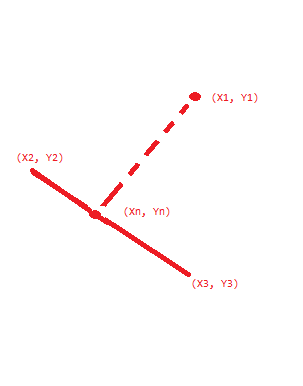 (X1, Y1)
(X2, Y2)
(Xn, Yn)
(X3, Y3)